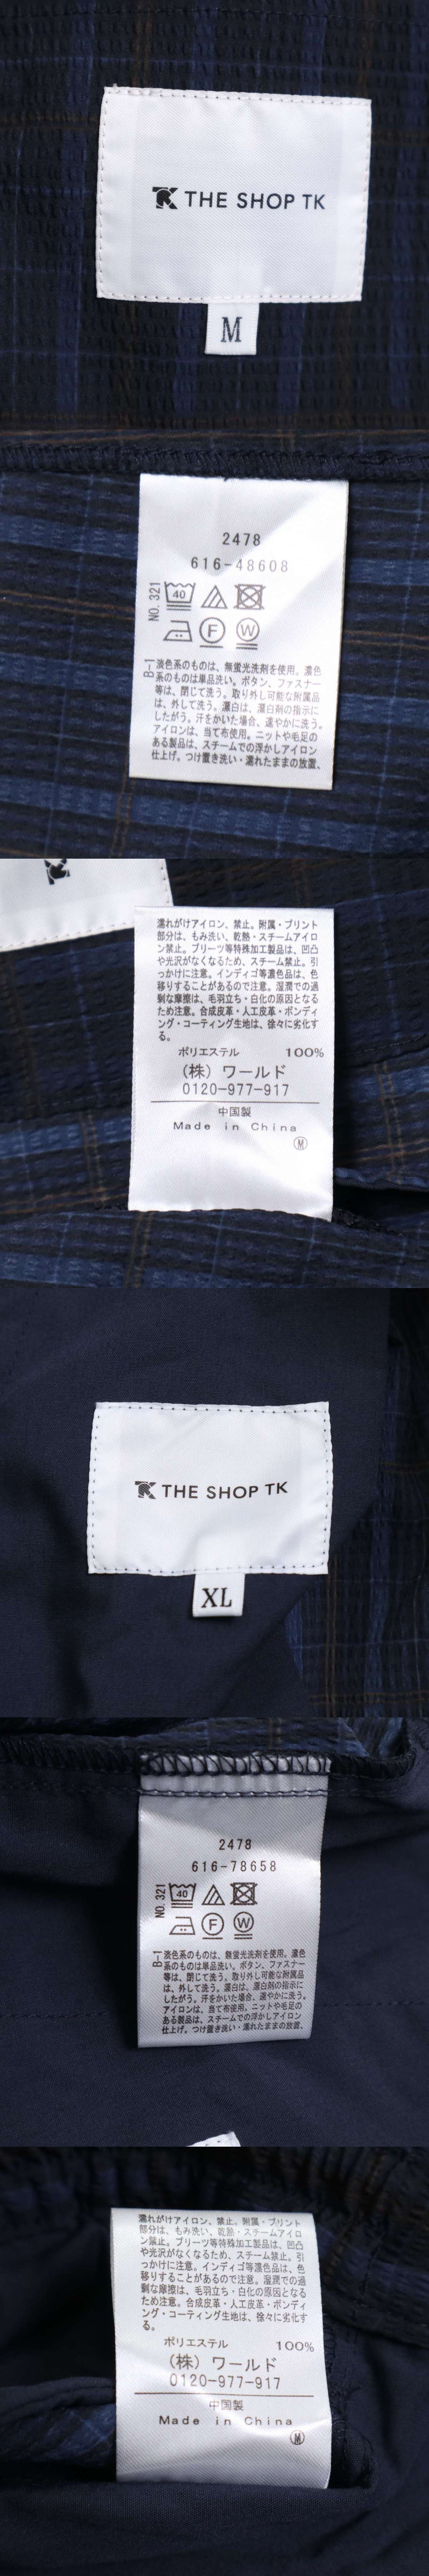 THE SHOP TK
M
2478
616-48608
40
NO. 321
F W
B-1
淡色系のものは、無蛍光洗剤を使用。濃色
系のものは単品洗い。ボタン、ファスナー
等は、閉じて洗う。取り外し可能な附属品
は、外して洗う。漂白は、漂白剤の指示に
したがう。汗をかいた場合、速やかに洗う。
アイロンは、当て布使用。ニットや毛足の
ある製品は、スチームでの浮かしアイロン
仕上げ。つけ置き洗い・濡れたままの放置、
濡れがけアイロン、禁止。附属・プリント
部分は、もみ洗い、乾熱・スチームアイロ
ン禁止。プリーツ等特殊加工製品は、凹凸
や光沢がなくなるため、スチーム禁止。引
っかけに注意。インディゴ等濃色品は、色
移りすることがあるので注意。湿潤での過
剰な摩擦は、毛羽立ち・白化の原因となる
ため注意。合成皮革・人工皮革・ボンディ
ング・コーティング生地は、徐々に劣化す
る。
ポリエステル 100%
(株) ワールド
0120-977-917
中国製
Made in China
Ⓜ
THE SHOP TK
XL
2478
616-78658
40
NO. 321
F W
B-1
淡色系のものは、無蛍光洗剤を使用。濃色
系のものは単品洗い。ボタン、ファスナー
等は、閉じて洗う。取り外し可能な附属品
は、外して洗う。漂白は、漂白剤の指示に
したがう。汗をかいた場合、速やかに洗う。
アイロンは、当て布使用。ニットや毛足の
ある製品は、スチームでの浮かしアイロン
仕上げ。つけ置き洗い・濡れたままの放置、
濡れがけアイロン、禁止。附属・プリント
部分は、もみ洗い、乾熱・スチームアイロ
ン禁止。プリーツ等特殊加工製品は、凹凸
や光沢がなくなるため、スチーム禁止。引
っかけに注意。インディゴ等濃色品は、色
移りすることがあるので注意。湿潤での過
剰な摩擦は、毛羽立ち・白化の原因となる
ため注意。合成皮革・人工皮革・ボンディ
ング・コーティング生地は、徐々に劣化す
る。
ポリエステル 100%
(株) ワールド
0120-977-917
中国製
Made in China
Ⓜ